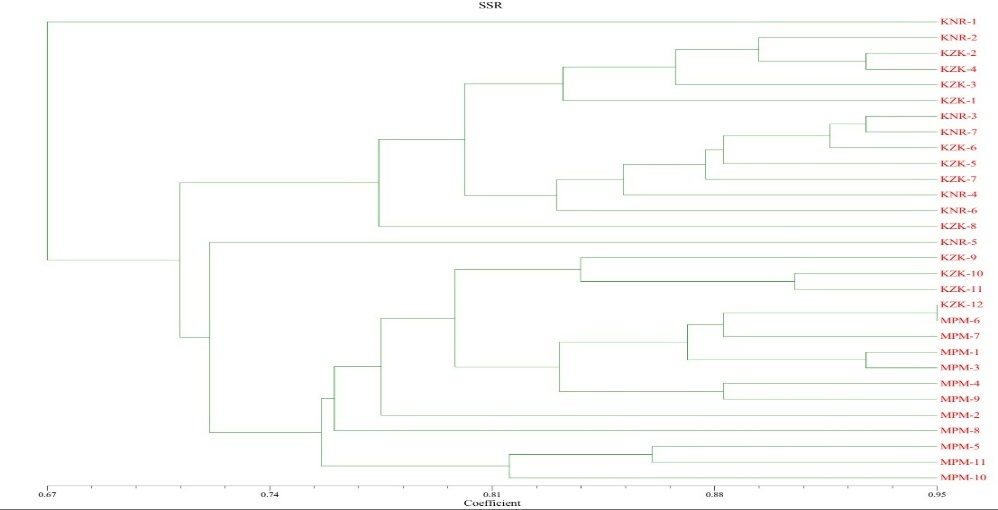 SSR
KNR-1
KNR-2
KZK-2
KZK-4
KZK-3
KZK-1
KNR-3
KNR-7
KZK-6
KZK-5
KZK-7
KNR-4
KNR-6
KZK-8
KNR-5
KZK-9
KZK-10
KZK-11
KZK-12
MPM-6
MPM-7
MPM-1
MPM-3
MPM-4
MPM-9
MPM-2
MPM-8
MPM-5
MPM-11
MPM-10
0.67 0.74 0.81 0.88 0.95
Coefficient